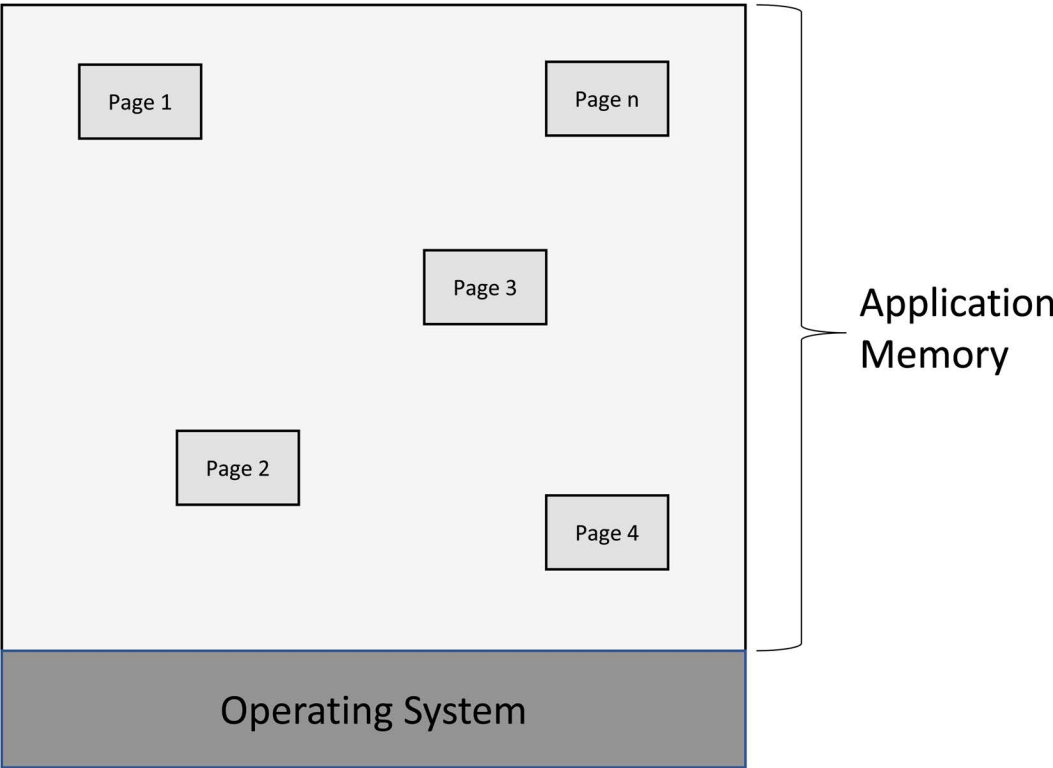 Page 1
Page n
Page 3
Application
Memory
Page 2
Page 4
Operating System